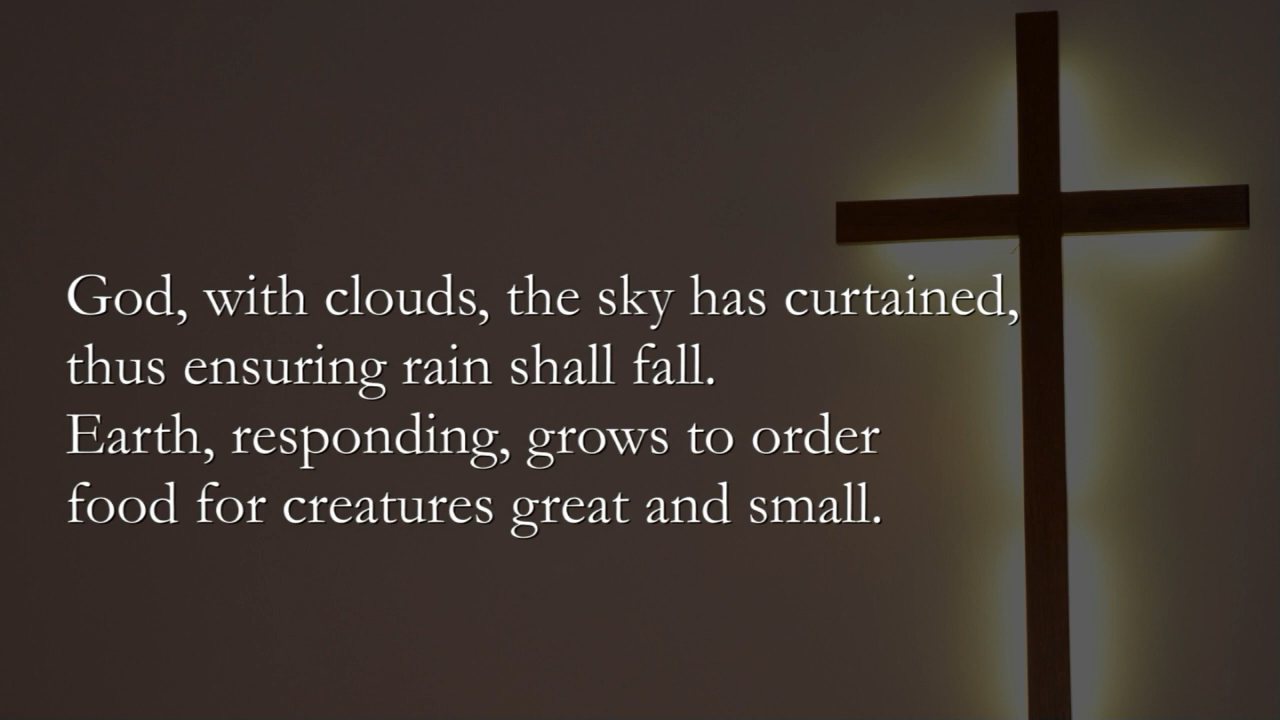 God, with clouds, the sky has curtained,
thus ensuring rain shall fall.
Earth, responding, grows to order
food for creatures great and small.